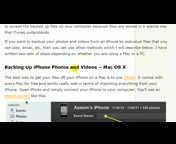 to access the backed up files on your computer because they are stored in a special way
that iTunes understands.
If you want to backup your photos and videos from an iPhone as individual files that you
can play, email, etc, then you can use other methods which I will describe below. I have
written two sets of steps depending on whether you are using a Mac or a PC.
Backing Up iPhone Photos and Videos – Mac OS X
The best way to get your files off your iPhone on a Mac is to use iPhoto. It comes with
every Mac for free and works really well in terms of importing everything from your
iPhone. Open iPhoto and simply connect your iPhone to your computer. You'll see an
import screen like this:
Aseem's iPhone
Event Name: